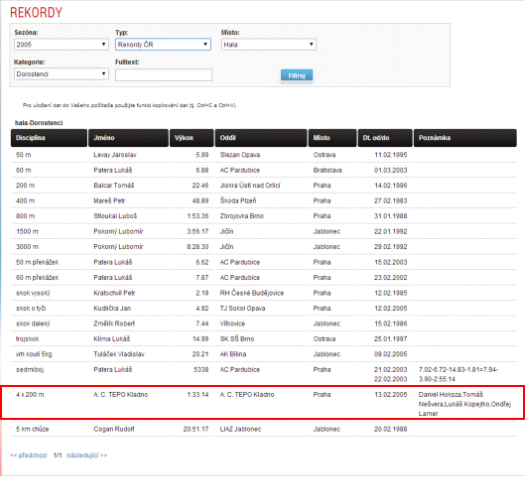 REKORDY
Sezóna: Typ: Místo:
2005 Rekordy ČR Hala
Kategorie: Fulltext:
Dorostenci Filtruj
Pro uložení dat do Vašeho počítače použijte funkci kopírování dat (tj. Ctrl+C a Ctrl+V).
hala-Dorostenci
Disciplína Jméno Výkon Oddíl Místo Dt. od/do Poznámka
50 m Levay Jaroslav 5.99 Slezan Opava Ostrava 11.02.1995
60 m Patera Lukáš 6.88 AC Pardubice Bratislava 01.03.2003
200 m Balcar Tomáš 22.46 Jiskra Ústí nad Orlicí Praha 14.02.1996
400 m Mareš Petr 48.89 Škoda Plzeň Praha 27.02.1983
800 m Stloukal Luboš 1:53.36 Zbrojovka Brno Praha 31.01.1988
1500 m Pokorný Lubomír 3:56.17 Jičín Jablonec 22.01.1992
3000 m Pokorný Lubomír 8:28.30 Jičín Jablonec 29.02.1992
50 m překážek Patera Lukáš 6.62 AC Pardubice Praha 15.02.2003
60 m překážek Patera Lukáš 7.87 AC Pardubice Praha 23.02.2002
skok vysoký Kratochvíl Petr 2.19 RH České Budějovice Praha 12.02.1985
skok o tyči Kudlička Jan 4.92 TJ Sokol Opava Praha 12.02.2005
skok daleký Změlík Robert 7.44 Vítkovice Jablonec 15.02.1986
trojskok Klíma Lukáš 14.99 SK SŠ Brno Ostrava 25.01.1997
vrh koulí 5kg Tuláček Vladislav 20.21 AK Bílina Jablonec 09.02.2005
sedmiboj Patera Lukáš 5338 AC Pardubice Praha 21.02.2003 7.02-6.72-14.83-1.81=7.94-
22.02.2003 3.90-2:55.14
4 x 200 m A. C. TEPO Kladno 1:33.14 A. C. TEPO Kladno Praha 13.02.2005 Daniel Hoksza,Tomáš
Nešvera,Lukáš Kopejtko,Ondřej
Lamer
5 km chůze Cogan Rudolf 20:51.17 LIAZ Jablonec Jablonec 20.02.1988
<< předchozí 1/1 následující >>